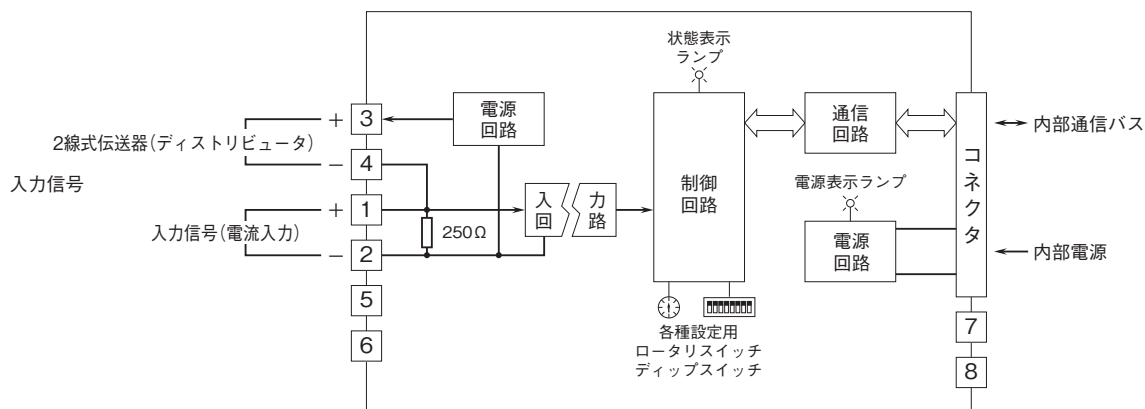 状態表示
ランプ
3
電源
回路
+
2線式伝送器(ディストリビュータ)
−
4
入力信号
+
1
入力信号(電流入力)
−
2
250Ω
5
6
入
回
力
路
制御
回路
通信
回路
電源表示ランプ
電源
回路
コネクタ
内部通信バス
内部電源
7
8
各種設定用
ロータリスイッチ
ディップスイッチ